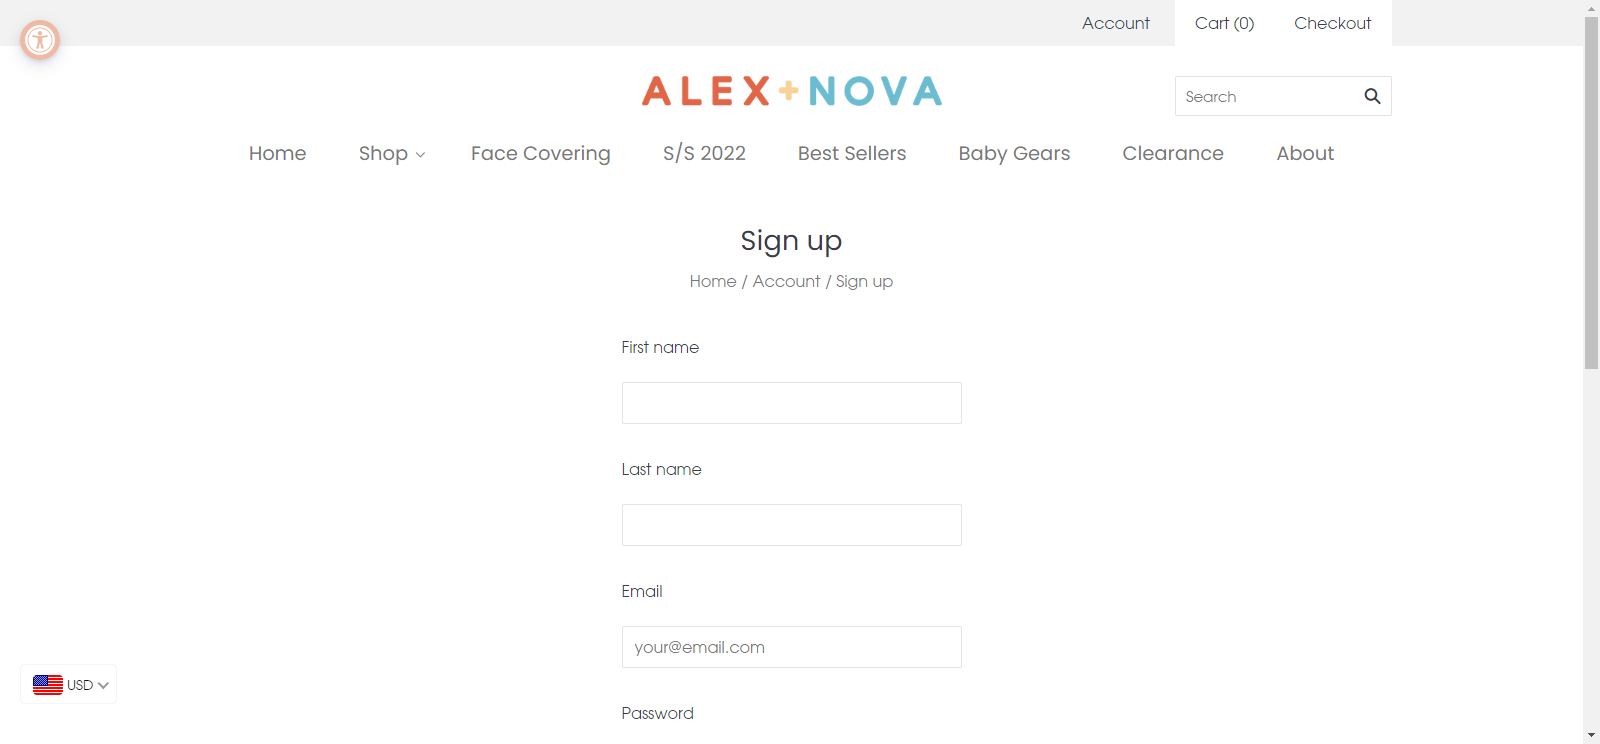 Account Cart (0) Checkout
ALEX+NOVA
Search
Home Shop Face Covering S/S 2022 Best Sellers Baby Gears Clearance About
Sign up
Home / Account / Sign up
First name
Last name
Email
your@email.com
USD
Password